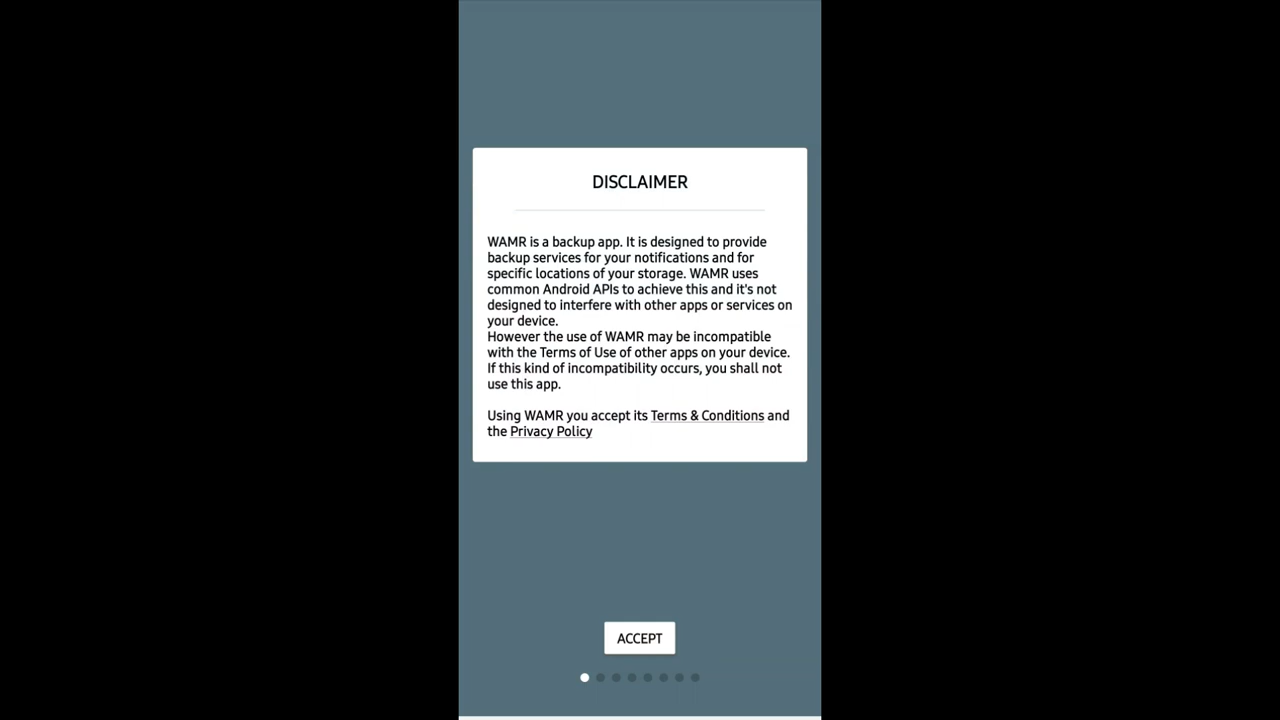 DISCLAIMER
WAMR is a backup app. It is designed to provide
backup services for your notifications and for
specific locations of your storage. WAMR uses
common Android APIs to achieve this and it's not
designed to interfere with other apps or services on
your device.
However the use of WAMR may be incompatible
with the Terms of Use of other apps on your device.
If this kind of incompatibility occurs, you shall not
use this app.
Using WAMR you accept its Terms & Conditions and
the Privacy Policy
ACCEPT